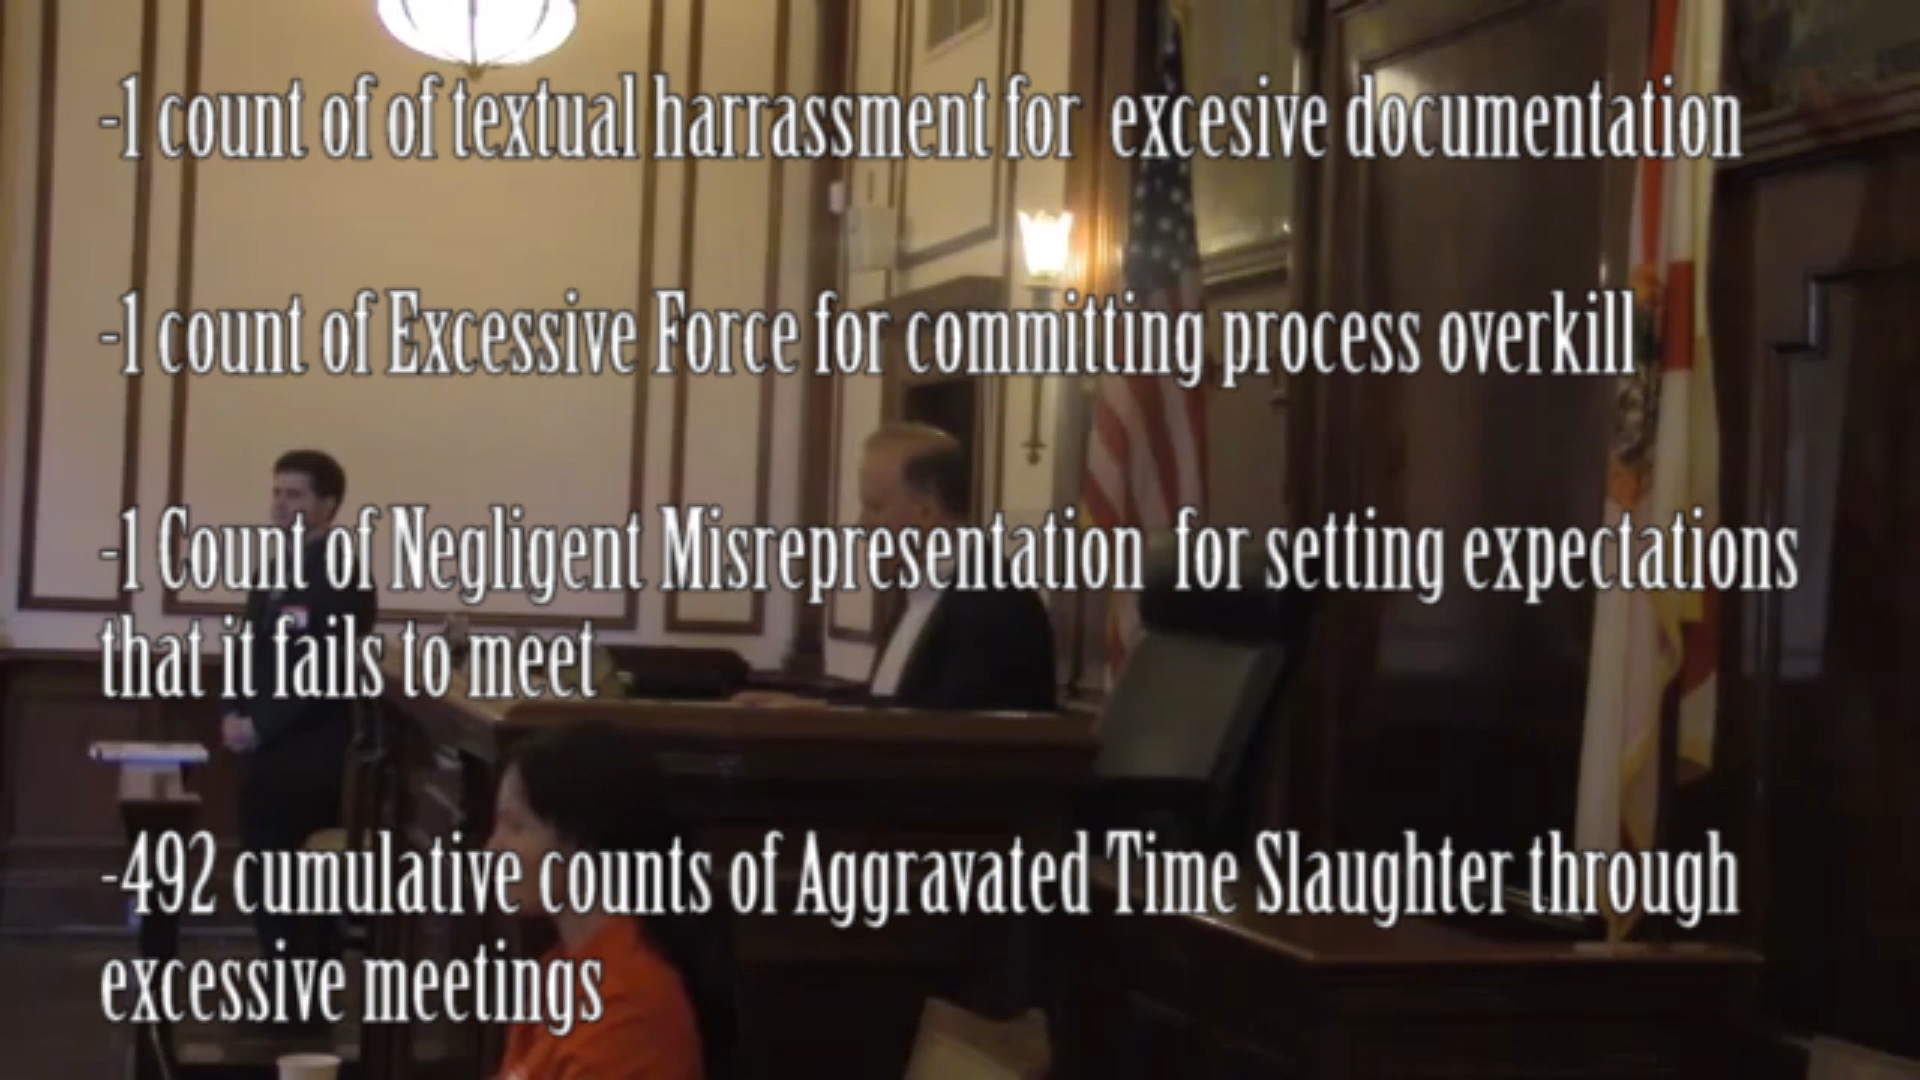 -1 count of of textual harrassment for excesive documentation
-1 count of Excessive Force for committing process overkill
-1 Count of Negligent Misrepresentation for setting expectations
that it fails to meet
-492 cumulative counts of Aggravated Time Slaughter through
excessive meetings